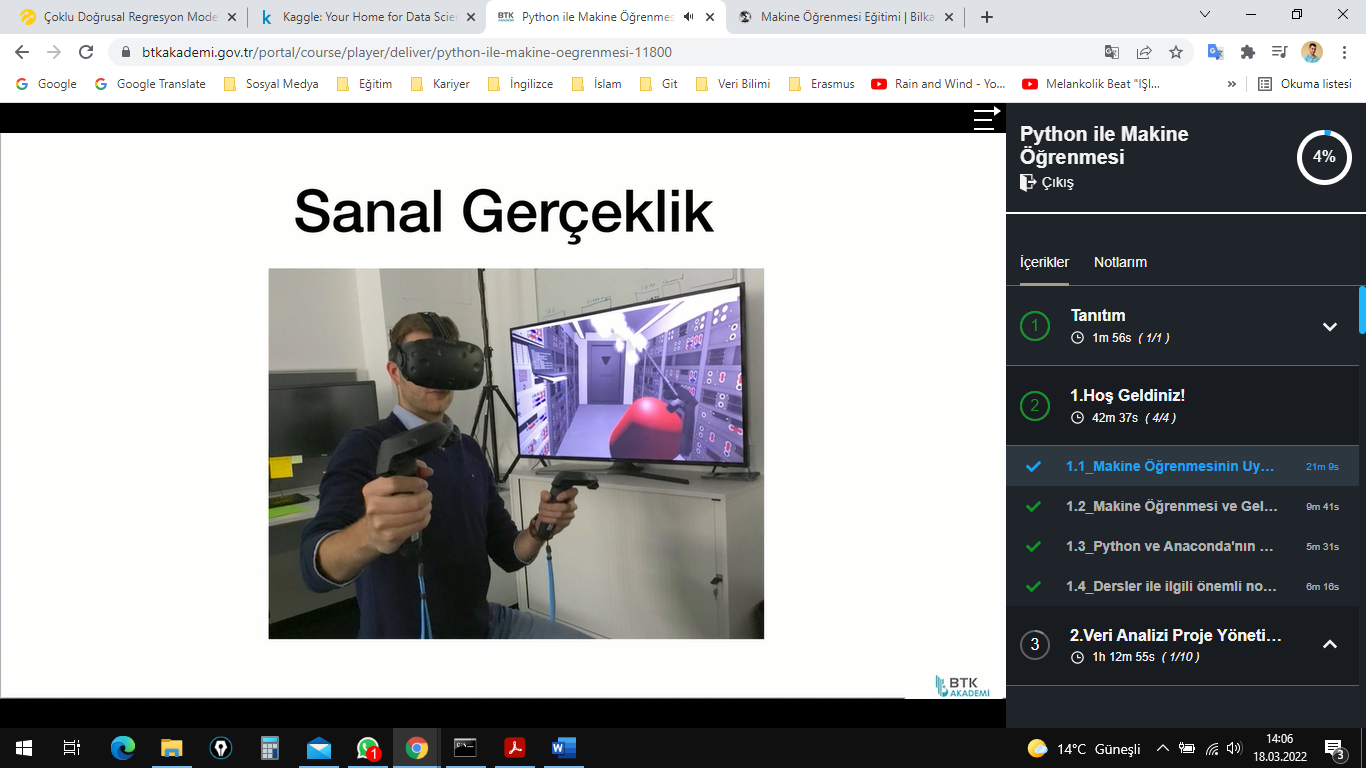 Çoklu Doğrusal Regresyon Mode
Kaggle: Your Home for Data Scien
BTK AKADEMİ
Python ile Makine Öğrenmes
Makine Öğrenmesi Eğitimi | Bilka
btkakademi.gov.tr/portal/course/player/deliver/python-ile-makine-oegrenmesi-11800
Google
Google Translate
Sosyal Medya
Eğitim
Kariyer
İngilizce
İslam
Git
Veri Bilimi
Erasmus
Rain and Wind - Yo...
Melankolik Beat "IŞI...
»
Okuma listesi
Sanal Gerçeklik
BTK
AKADEMİ
Python ile Makine
Öğrenmesi
4%
Çıkış
İçerikler
Notlarım
1
Tanıtım
1m 56s ( 1/1 )
2
1.Hoş Geldiniz!
42m 37s ( 4/4 )
1.1_Makine Öğrenmesinin Uy... 21m 9s
1.2_Makine Öğrenmesi ve Gel... 9m 41s
1.3_Python ve Anaconda'nın ... 5m 31s
1.4_Dersler ile ilgili önemli no... 6m 16s
3
2.Veri Analizi Proje Yöneti...
1h 12m 55s ( 1/10 )
1
14°C Güneşli
14:06
18.03.2022
3